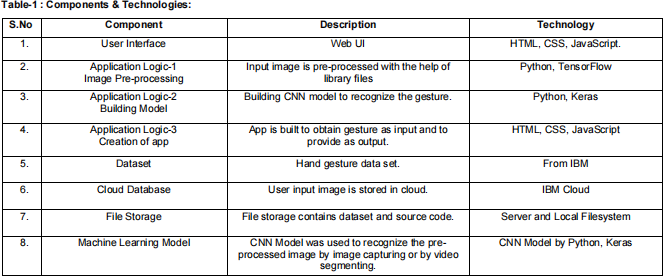 Table-1 : Components & Technologies:
S.No Component Description Technology
1. User Interface Web UI HTML, CSS, JavaScript.
2. Application Logic-1 Input image is pre-processed with the help of Python, TensorFlow
Image Pre-processing library files
3. Application Logic-2 Building CNN model to recognize the gesture. Python, Keras
Building Model
4. Application Logic-3 App is built to obtain gesture as input and to HTML, CSS, JavaScript
Creation of app provide as output.
5. Dataset Hand gesture data set. From IBM
6. Cloud Database User input image is stored in cloud. IBM Cloud
7. File Storage File storage contains dataset and source code. Server and Local Filesystem
8. Machine Learning Model CNN Model was used to recognize the pre- CNN Model by Python, Keras
processed image by image capturing or by video
segmenting.